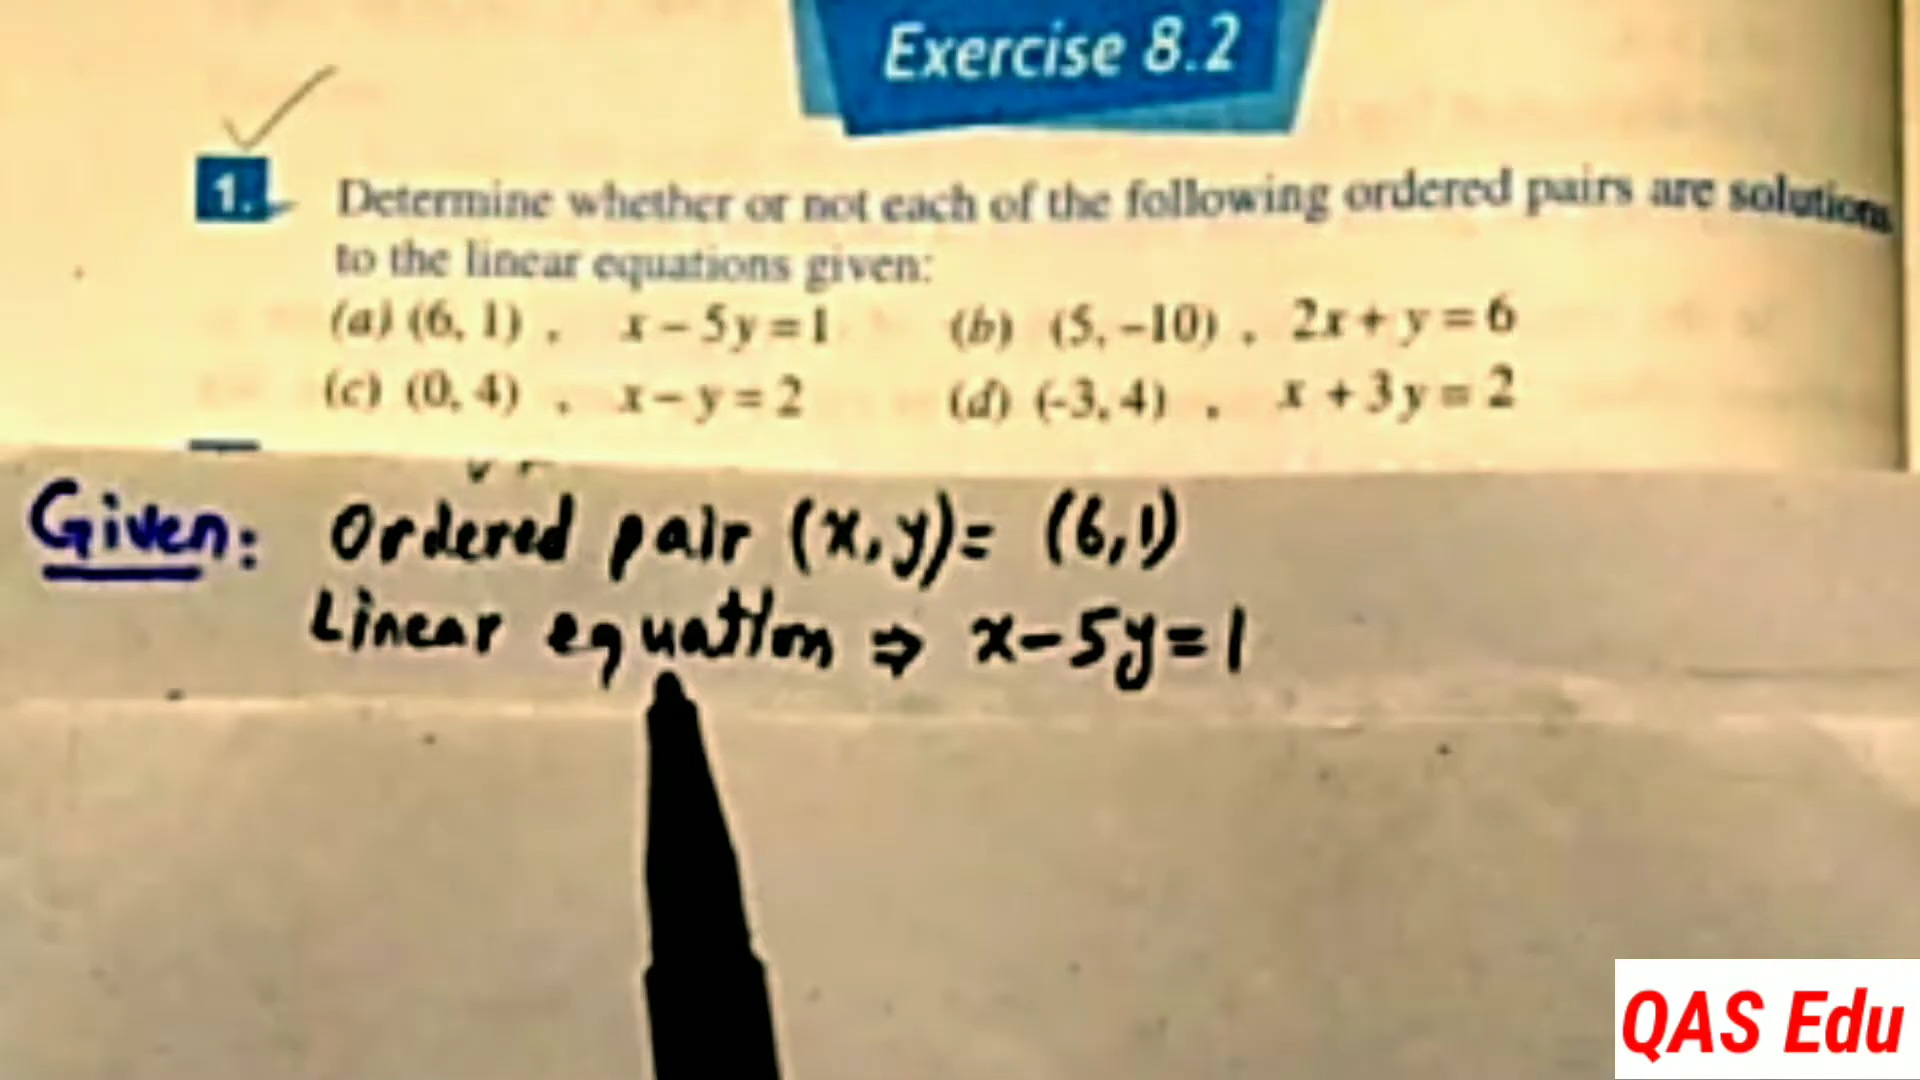 Exercise 8.2
1. Determine whether or not each of the following ordered pairs are solutions
to the linear equations given:
(a) (6, 1) , x – 5y = 1 (b) (5, –10) , 2x + y = 6
(c) (0, 4) , x – y = 2 (d) (-3, 4) , x + 3y = 2
Given: Ordered pair (x, y) = (6, 1)
Linear equation ⇒ x – 5y = 1
QAS Edu